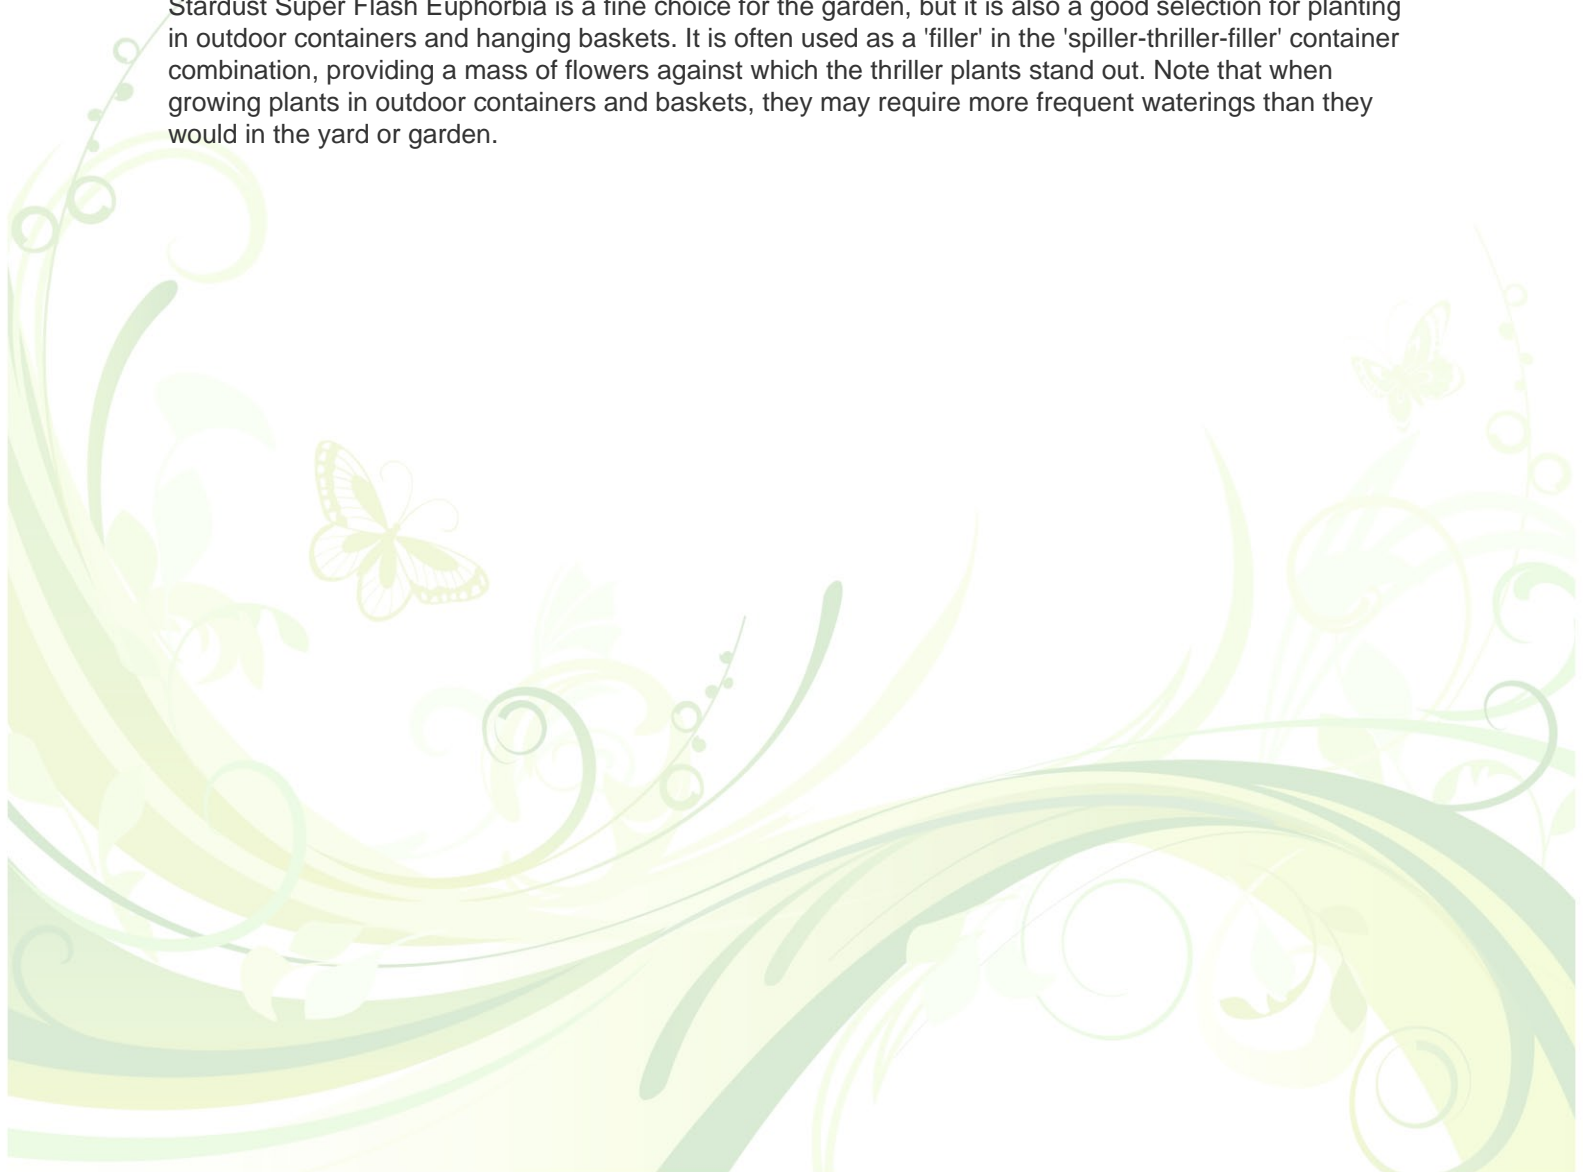 Stardust Super Flash Euphorbia is a fine choice for the garden, but it is also a good selection for planting
in outdoor containers and hanging baskets. It is often used as a 'filler' in the 'spiller-thriller-filler' container
combination, providing a mass of flowers against which the thriller plants stand out. Note that when
growing plants in outdoor containers and baskets, they may require more frequent waterings than they
would in the yard or garden.